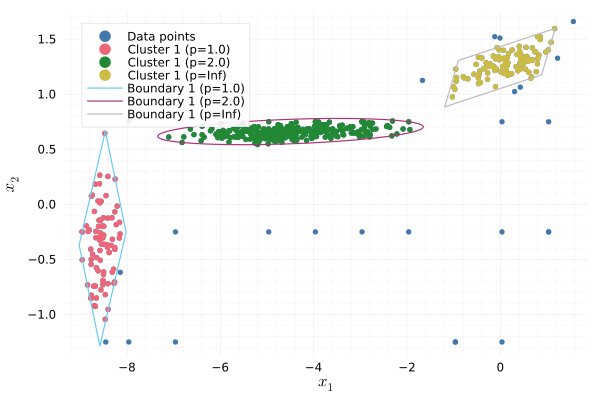 Data points
Cluster 1 (p=1.0)
Cluster 1 (p=2.0)
Cluster 1 (p=Inf)
Boundary 1 (p=1.0)
Boundary 1 (p=2.0)
Boundary 1 (p=Inf)
1.5
1.0
0.5
0.0
−0.5
−1.0
x₂
−8 −6 −4 −2 0
x₁